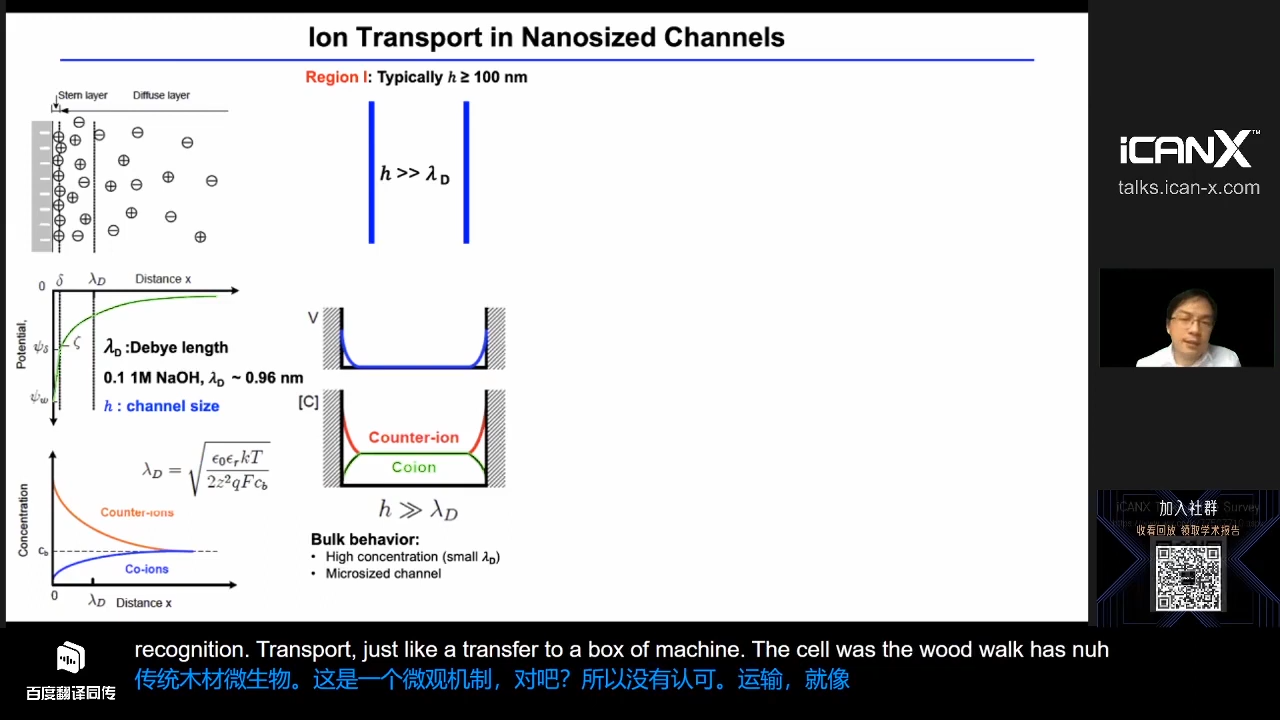 Ion Transport in Nanosized Channels
Region I: Typically h ≥ 100 nm
Stern layer
Diffuse layer
h >> λD
0
δ
λD
Distance x
Potential,
ψδ
ζ
ψw
λD :Debye length
0.1 1M NaOH, λD ~ 0.96 nm
h : channel size
V
[C]
Counter-ion
Coion
h ≫ λD
λD = √(ϵ0ϵrkT / 2z²qFcb)
Concentration
Counter-ions
cb
Co-ions
0
λD
Distance x
Bulk behavior:
• High concentration (small λD)
• Microsized channel
iCANX™
talks.ican-x.com
加入社群
收看回放 领取学术报告
百度翻译同传
recognition. Transport, just like a transfer to a box of machine. The cell was the wood walk has nuh
传统木材微生物。这是一个微观机制，对吧？所以没有认可。运输，就像